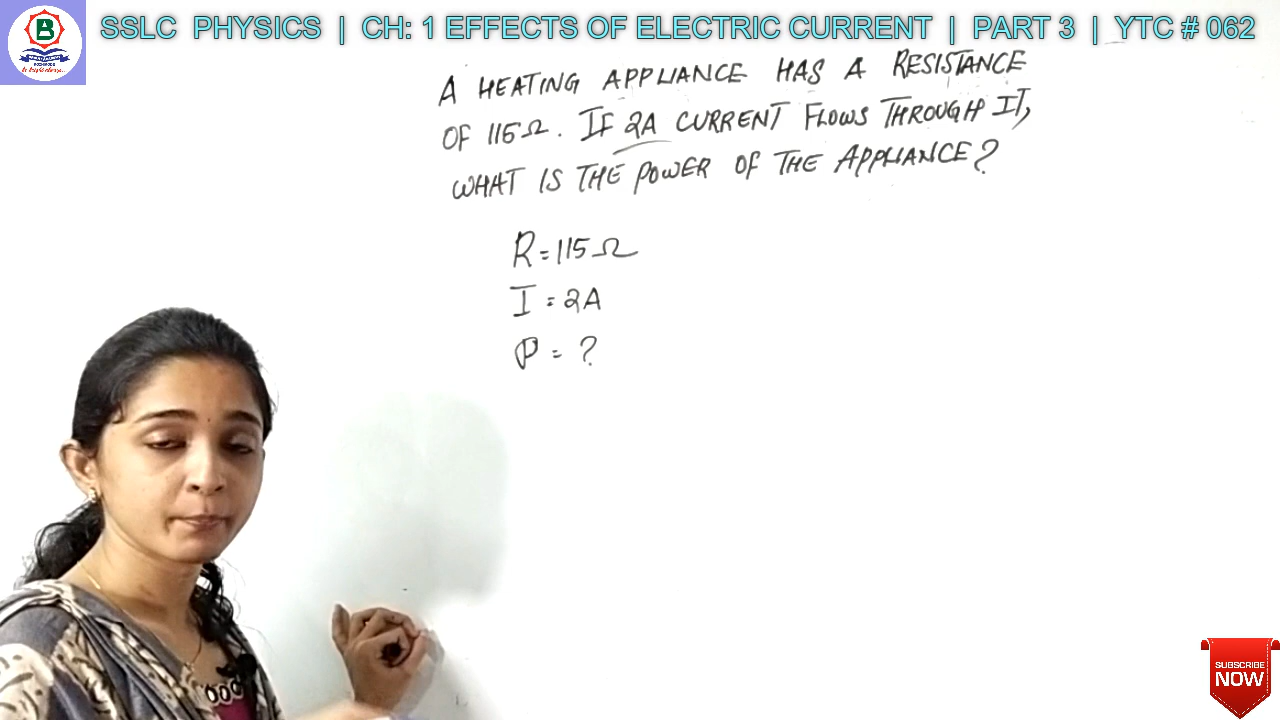 SSLC PHYSICS | CH: 1 EFFECTS OF ELECTRIC CURRENT | PART 3 | YTC # 062
B
A HEATING APPLIANCE HAS A RESISTANCE
OF 115Ω. IF 2A CURRENT FLOWS THROUGH IT,
WHAT IS THE POWER OF THE APPLIANCE?
R = 115Ω
I = 2A
P = ?
SUBSCRIBE
NOW